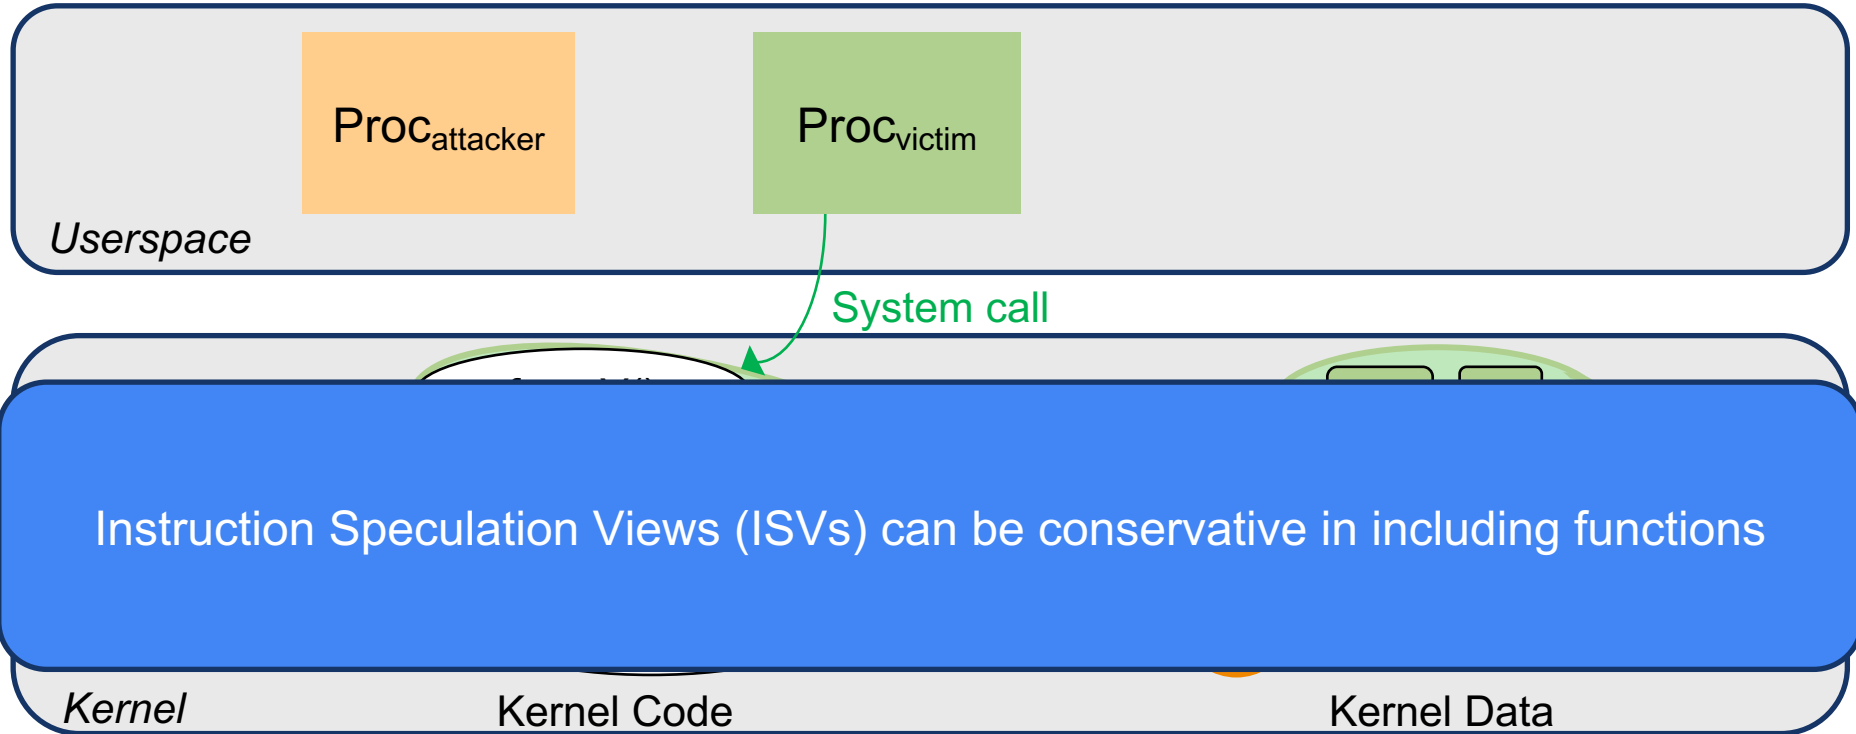 Proc_attacker
Proc_victim
Userspace
System call
Instruction Speculation Views (ISVs) can be conservative in including functions
Kernel
Kernel Code
Kernel Data